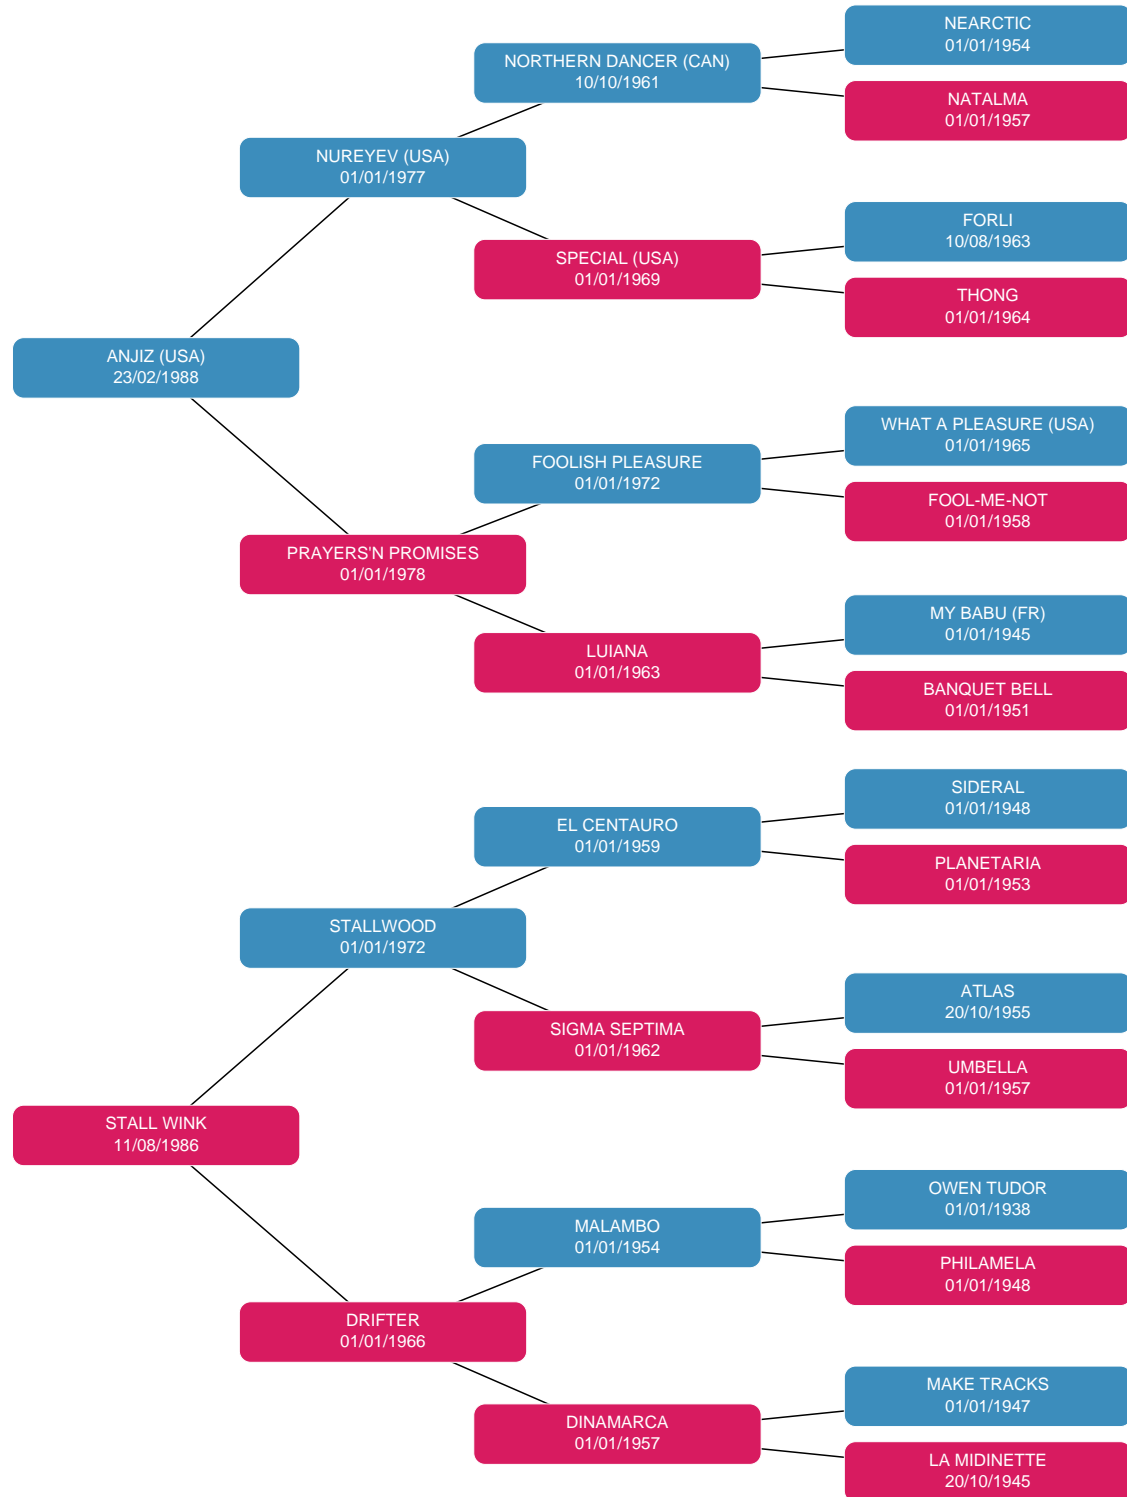 NEARCTIC
01/01/1954
NORTHERN DANCER (CAN)
10/10/1961
NATALMA
01/01/1957
NUREYEV (USA)
01/01/1977
FORLI
10/08/1963
SPECIAL (USA)
01/01/1969
THONG
01/01/1964
ANJIZ (USA)
23/02/1988
WHAT A PLEASURE (USA)
01/01/1965
FOOLISH PLEASURE
01/01/1972
FOOL-ME-NOT
01/01/1958
PRAYERS'N PROMISES
01/01/1978
MY BABU (FR)
01/01/1945
LUIANA
01/01/1963
BANQUET BELL
01/01/1951
SIDERAL
01/01/1948
EL CENTAURO
01/01/1959
PLANETARIA
01/01/1953
STALLWOOD
01/01/1972
ATLAS
20/10/1955
SIGMA SEPTIMA
01/01/1962
UMBELLA
01/01/1957
STALL WINK
11/08/1986
OWEN TUDOR
01/01/1938
MALAMBO
01/01/1954
PHILAMELA
01/01/1948
DRIFTER
01/01/1966
MAKE TRACKS
01/01/1947
DINAMARCA
01/01/1957
LA MIDINETTE
20/10/1945